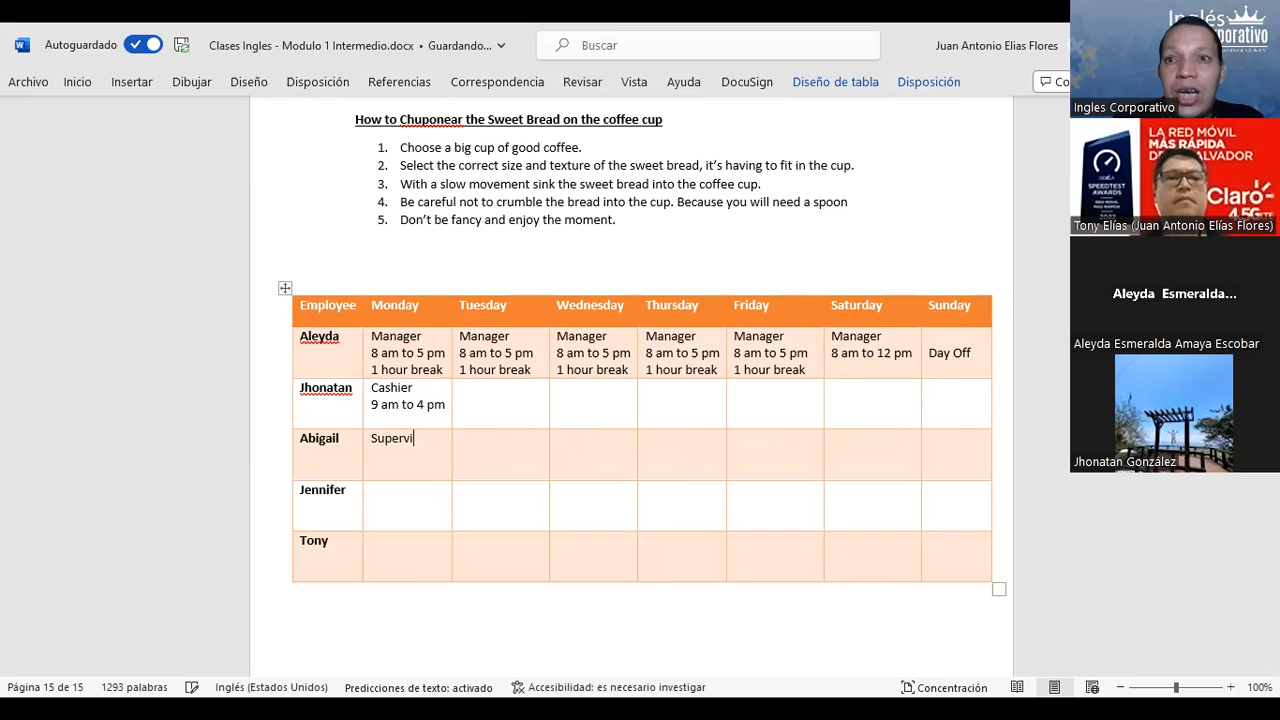 Autoguardado
Clases Ingles - Modulo 1 Intermedio.docx • Guardando...
Buscar
Juan Antonio Elias Flores
Archivo Inicio Insertar Dibujar Diseño Disposición Referencias Correspondencia Revisar Vista Ayuda DocuSign Diseño de tabla Disposición Co
How to Chuponear the Sweet Bread on the coffee cup
1. Choose a big cup of good coffee.
2. Select the correct size and texture of the sweet bread, it's having to fit in the cup.
3. With a slow movement sink the sweet bread into the coffee cup.
4. Be careful not to crumble the bread into the cup. Because you will need a spoon
5. Don't be fancy and enjoy the moment.
Employee Monday Tuesday Wednesday Thursday Friday Saturday Sunday
Aleyda Manager Manager Manager Manager Manager Manager
8 am to 5 pm 8 am to 5 pm 8 am to 5 pm 8 am to 5 pm 8 am to 5 pm 8 am to 12 pm Day Off
1 hour break 1 hour break 1 hour break 1 hour break 1 hour break
Jhonatan Cashier
9 am to 4 pm
Abigail Supervi
Jennifer
Tony
Página 15 de 15 1293 palabras Inglés (Estados Unidos) Predicciones de texto: activado Accesibilidad: es necesario investigar Concentración 100%
Inglés
Ingles Corporativo
LA RED MÓVIL
MÁS RÁPIDA
SPEEDTEST
AWARDS
Claro
4.5G
Tony Elías (Juan Antonio Elías Flores)
Aleyda Esmeralda...
Aleyda Esmeralda Amaya Escobar
Jhonatan González